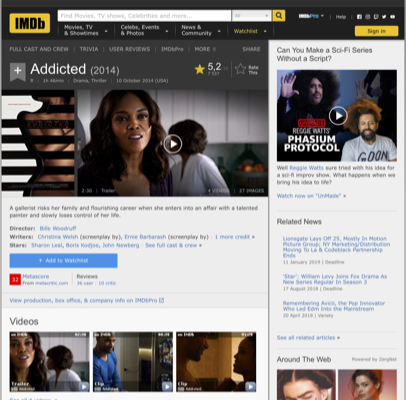 IMDb
Find Movies, TV shows, Celebrities and more...
All
IMDbPro
Help
Movies, TV
& Showtimes
Celebs, Events
& Photos
News &
Community
Watchlist
Sign in
FULL CAST AND CREW | TRIVIA | USER REVIEWS | IMDbPro | MORE
SHARE
Addicted (2014)
5,2
Rate
This
R | 1h 46min | Drama, Thriller | 10 October 2014 (USA)
2:30 | Trailer
4 VIDEOS | 27 IMAGES
A gallerist risks her family and flourishing career when she enters into an affair with a talented
painter and slowly loses control of her life.
Director: Bille Woodruff
Writers: Christina Welsh (screenplay by), Ernie Barbarash (screenplay by) | 1 more credit »
Stars: Sharon Leal, Boris Kodjoe, John Newberg | See full cast & crew »
+ Add to Watchlist
32
Metascore
From metacritic.com
Reviews
36 user | 10 critic
View production, box office, & company info on IMDbPro
Videos
Trailer
Clip
Clip
Can You Make a Sci-Fi Series
Without a Script?
REGGIE WATTS'
PHASIUM
PROTOCOL
Well Reggie Watts sure tried with his idea for
a sci-fi improv show. What happens when we
bring his idea to life?
Watch now on "UnMade" »
Related News
Lionsgate Lays Off 25, Mostly In Motion
Picture Group; NY Marketing/Distribution
Moving To La & Codeblack Partnership
Ends
11 January 2019 | Deadline
'Star': William Levy Joins Fox Drama As
New Series Regular In Season 3
17 August 2018 | Deadline
Remembering Avicii, the Pop Innovator
Who Led Edm Into the Mainstream
20 April 2018 | Variety
See all related articles »
Around The Web
Powered by ZergNet